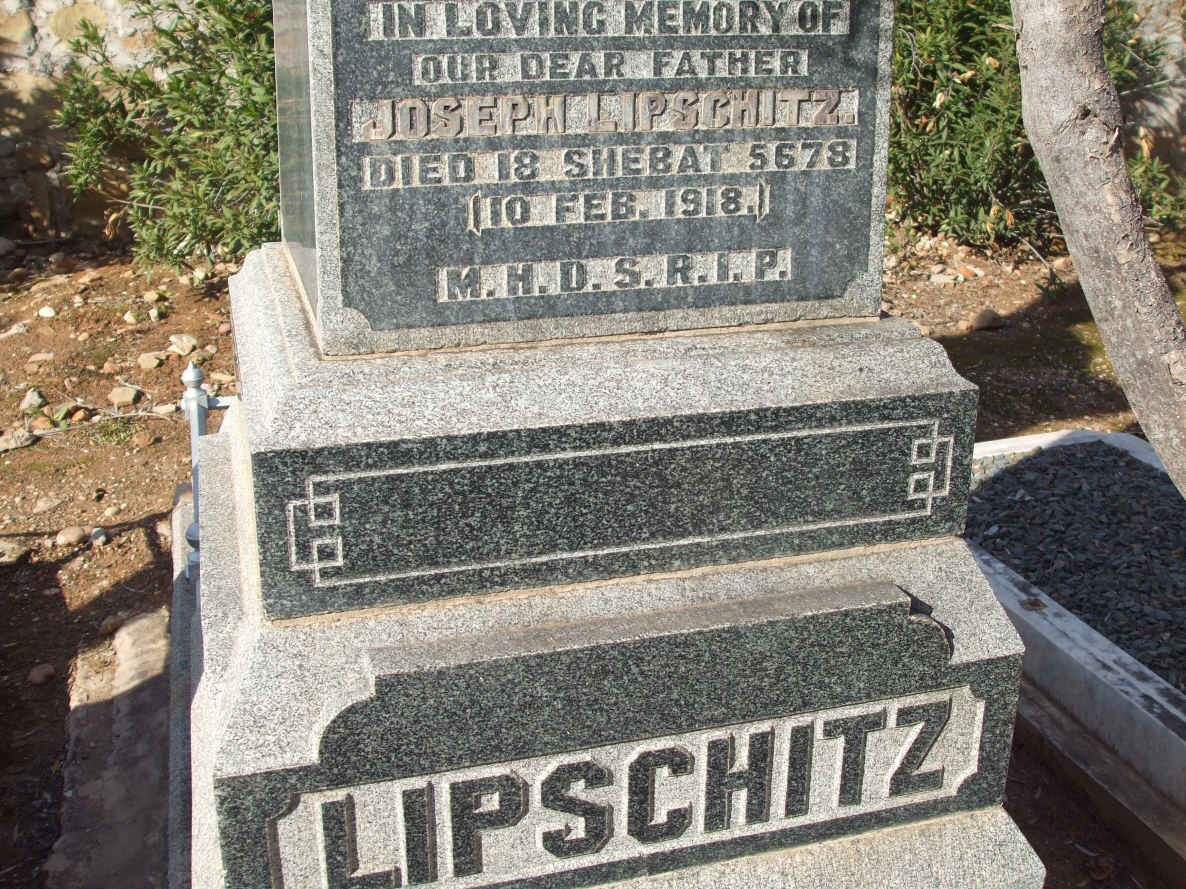 IN LOVING MEMORY OF
OUR DEAR FATHER
JOSEPH LIPSCHITZ.
DIED 18 SHEBAT 5678
(10 FEB. 1918.)
M.H.D.S.R.I.P.
LIPSCHITZ